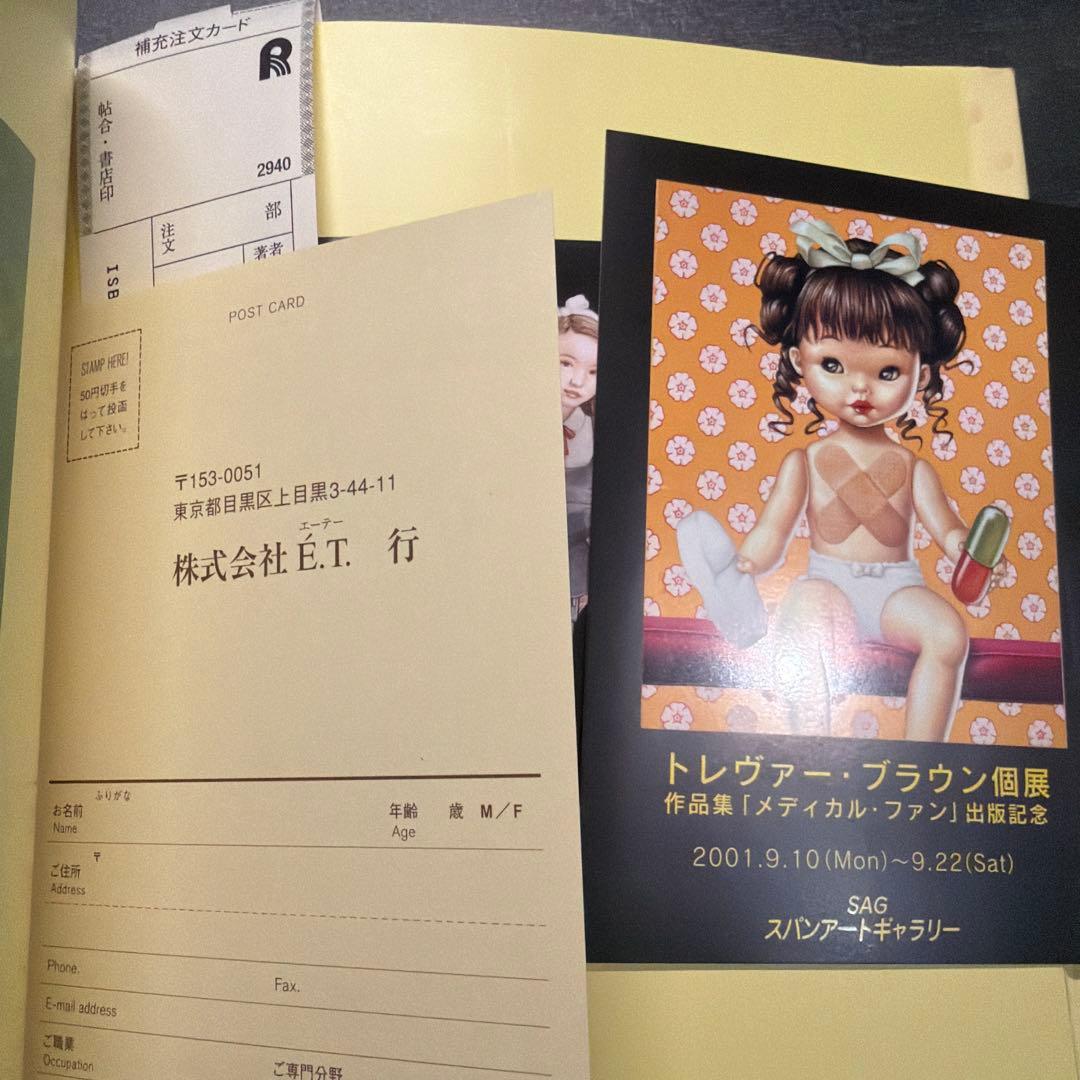 補充注文カード
R
帖合・書店印
2940
注文
部
著者
ISB
POST CARD
STAMP HERE!
50円切手を
はって投函
して下さい。
〒153-0051
東京都目黒区上目黒3-44-11
エーテー
株式会社 É.T. 行
ふりがな
お名前
Name
年齢 歳 M/F
Age
〒
ご住所
Address
Phone.
Fax.
E-mail address
ご職業
Occupation
ご専門分野
トレヴァー・ブラウン個展
作品集「メディカル・ファン」出版記念
2001.9.10(Mon)~9.22(Sat)
SAG
スパンアートギャラリー